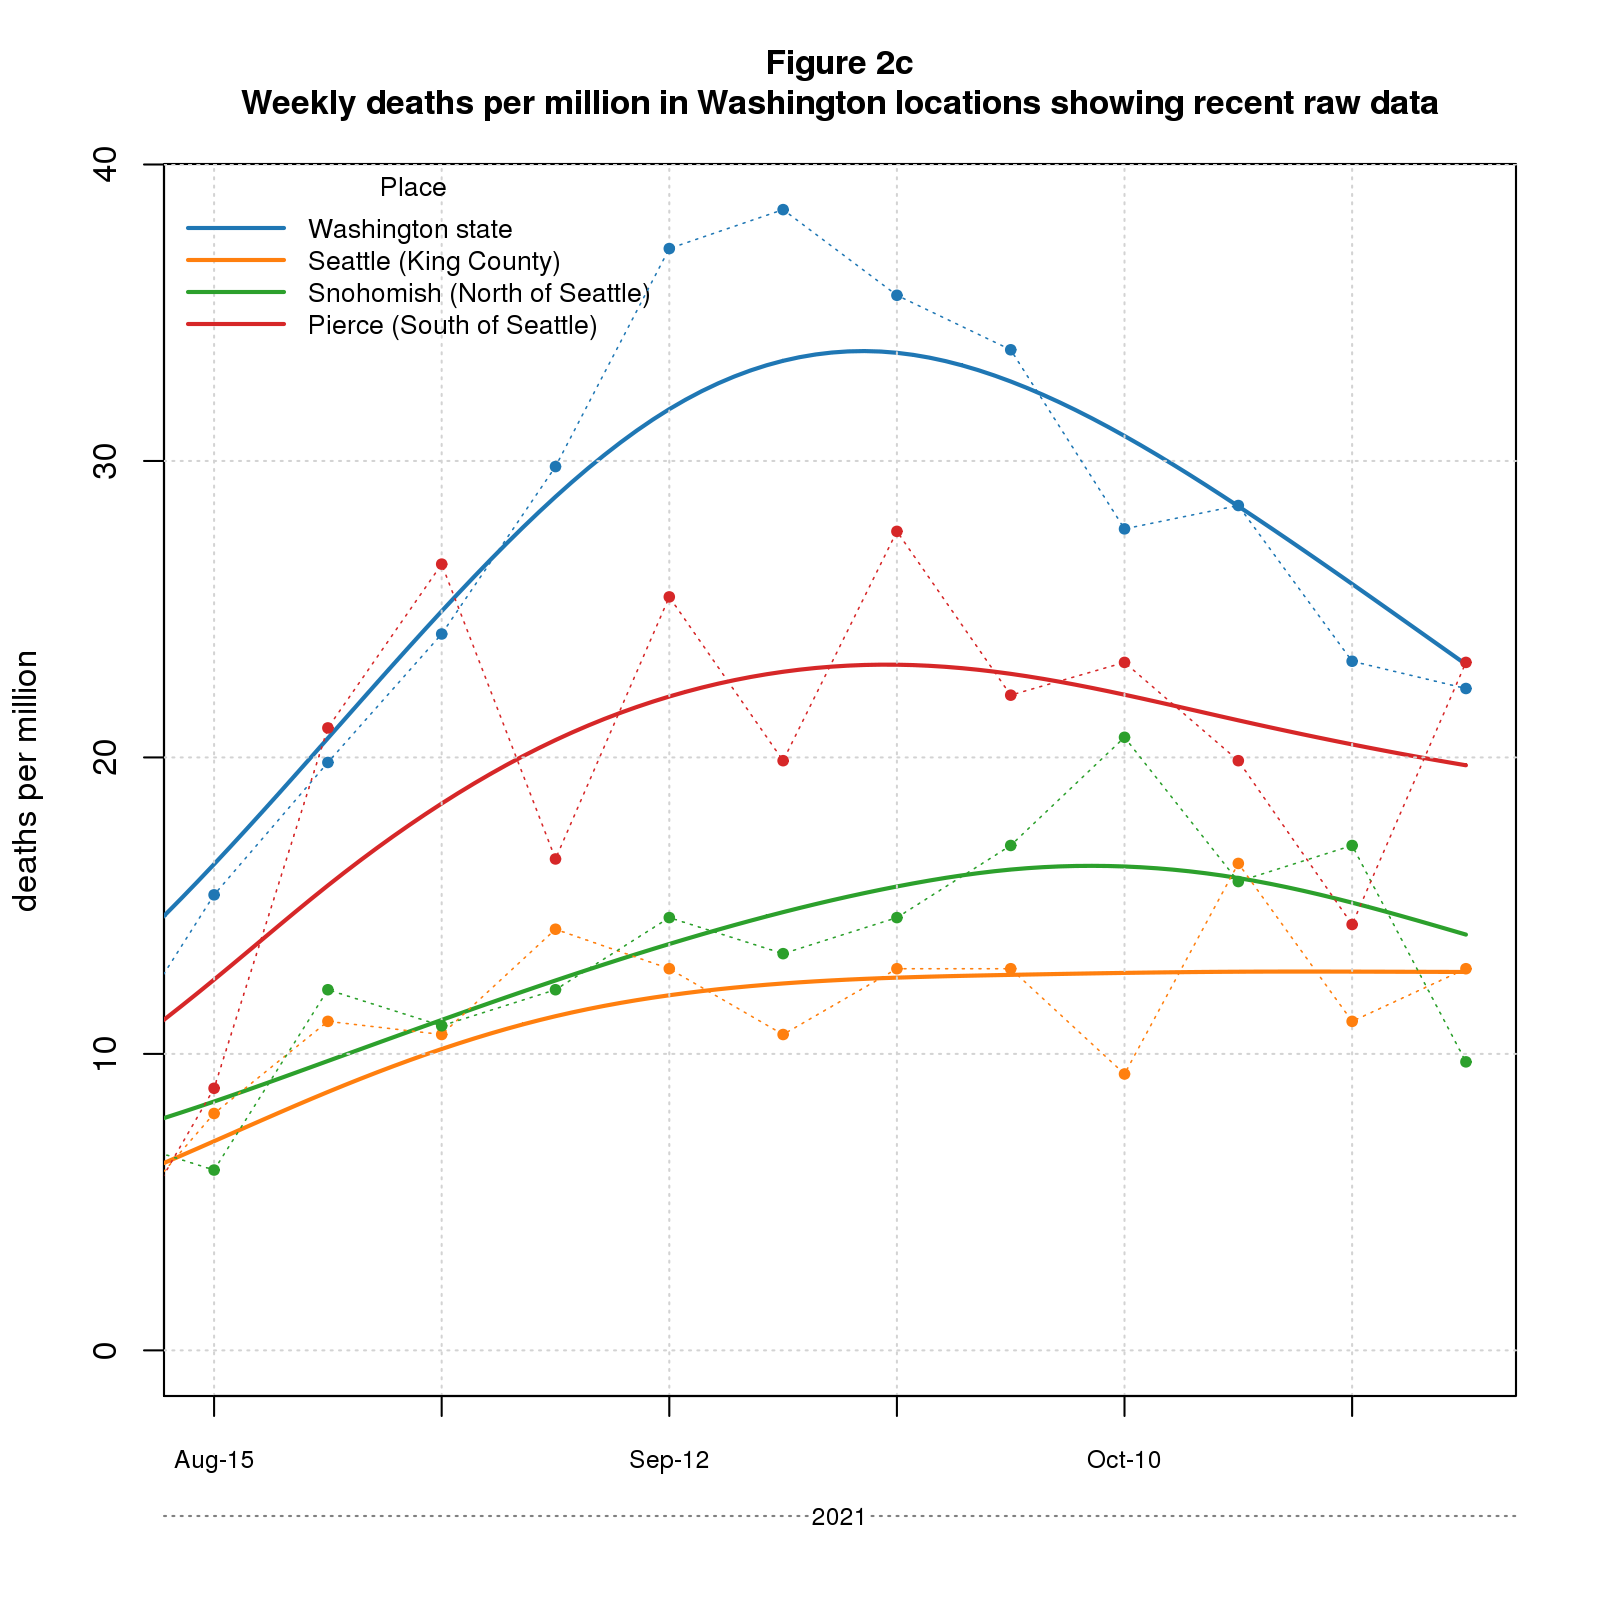 Figure 2c
Weekly deaths per million in Washington locations showing recent raw data
Place
Washington state
Seattle (King County)
Snohomish (North of Seattle)
Pierce (South of Seattle)
deaths per million
40
30
20
10
0
Aug-15
Sep-12
Oct-10
2021